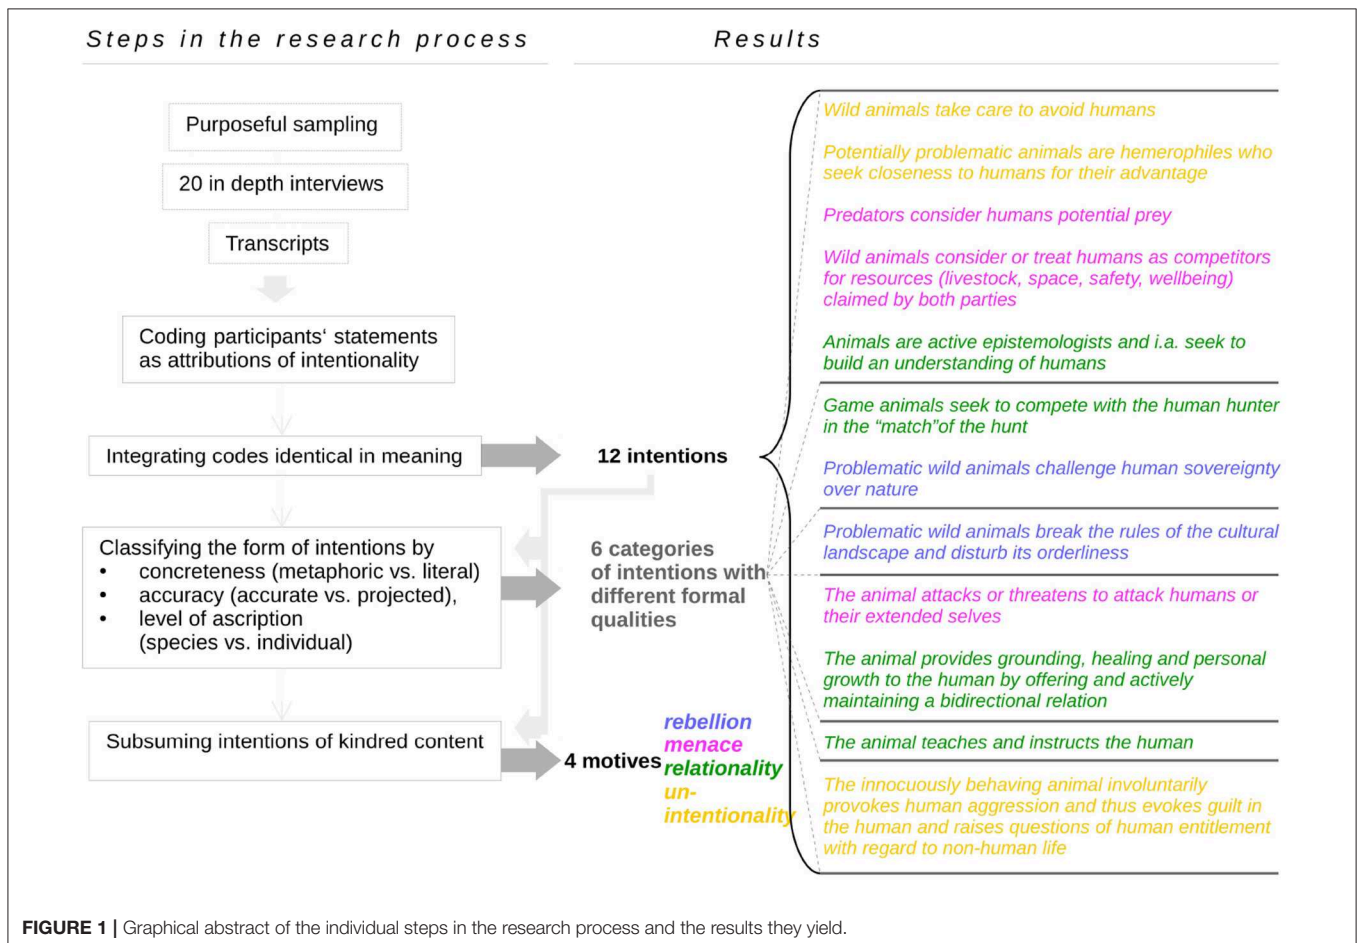 Steps in the research process
Results
Purposeful sampling
20 in depth interviews
Transcripts
Coding participants‘ statements
as attributions of intentionality
Integrating codes identical in meaning
Classifying the form of intentions by
• concreteness (metaphoric vs. literal)
• accuracy (accurate vs. projected),
• level of ascription
(species vs. individual)
Subsuming intentions of kindred content
12 intentions
6 categories
of intentions with
different formal
qualities
4 motives
rebellion
menace
relationality
un-
intentionality
Wild animals take care to avoid humans
Potentially problematic animals are hemerophiles who
seek closeness to humans for their advantage
Predators consider humans potential prey
Wild animals consider or treat humans as competitors
for resources (livestock, space, safety, wellbeing)
claimed by both parties
Animals are active epistemologists and i.a. seek to
build an understanding of humans
Game animals seek to compete with the human hunter
in the “match”of the hunt
Problematic wild animals challenge human sovereignty
over nature
Problematic wild animals break the rules of the cultural
landscape and disturb its orderliness
The animal attacks or threatens to attack humans or
their extended selves
The animal provides grounding, healing and personal
growth to the human by offering and actively
maintaining a bidirectional relation
The animal teaches and instructs the human
The innocuously behaving animal involuntarily
provokes human aggression and thus evokes guilt in
the human and raises questions of human entitlement
with regard to non-human life
FIGURE 1 | Graphical abstract of the individual steps in the research process and the results they yield.